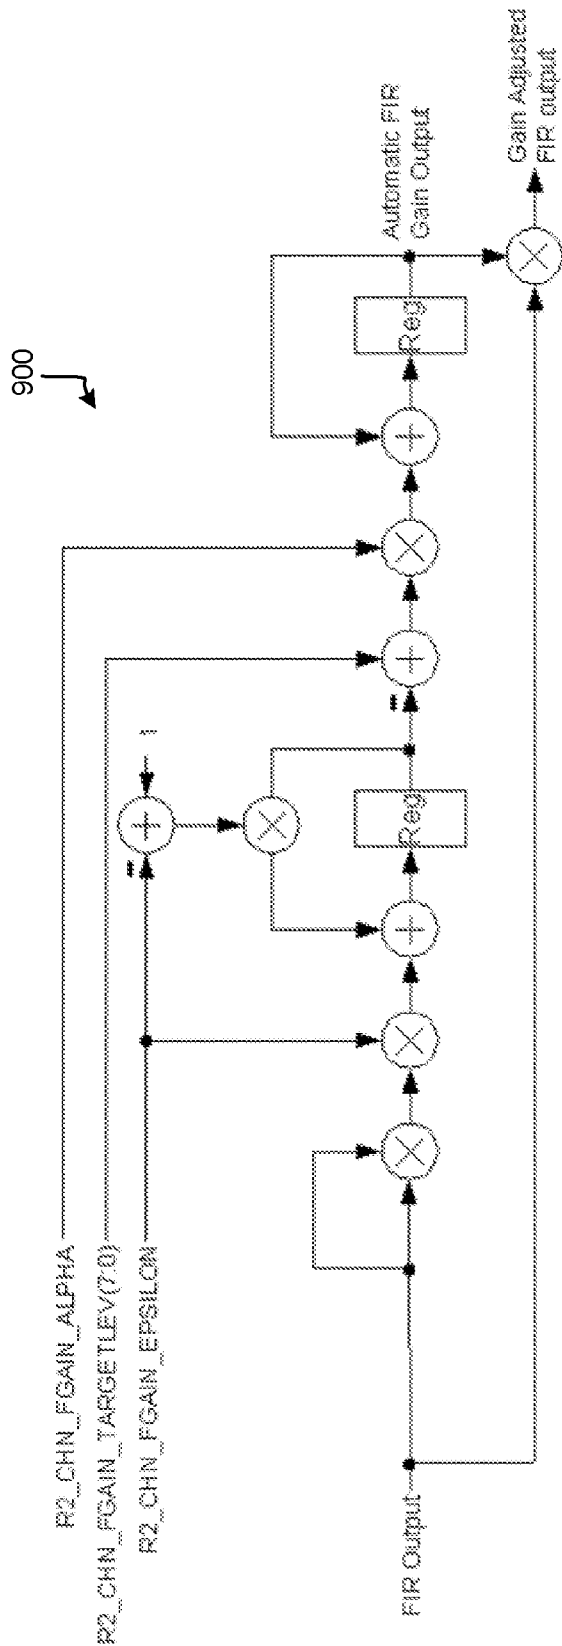 900
R2_CHN_FGAIN_ALPHA
R2_CHN_FGAIN_TARGETLEV(7:0)
R2_CHN_FGAIN_EPSILON
FIR Output
1
+
−
×
×
×
+
Reg
−
+
×
+
Reg
Automatic FIR
Gain Output
×
Gain Adjusted
FIR output